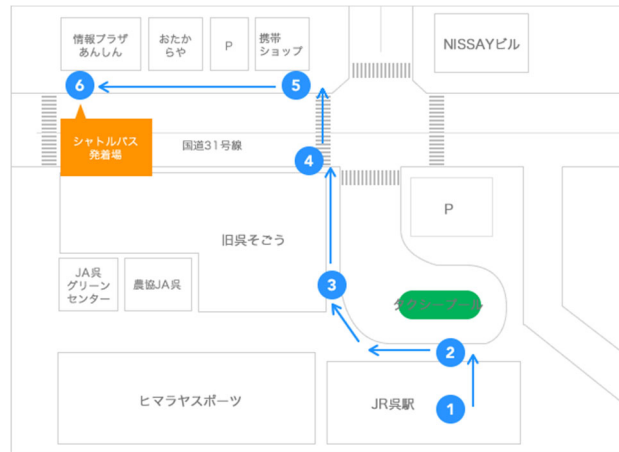 情報プラザ
あんしん
おたか
らや
P
携帯
ショップ
NISSAYビル
6
5
シャトルバス
発着場
国道31号線
4
P
旧呉そごう
3
JA呉
グリーン
センター
農協JA呉
タクシープール
2
ヒマラヤスポーツ
JR呉駅
1